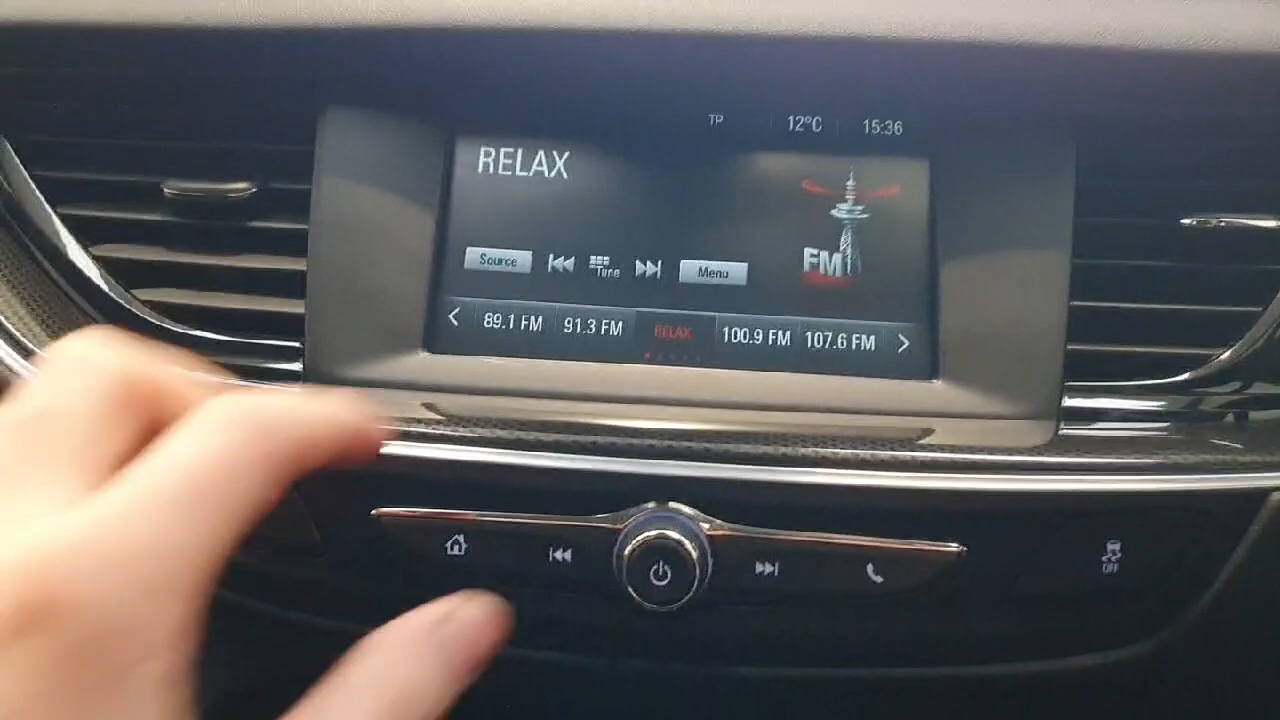 TP 12°C 15:36
RELAX
FM
Source Tune Menu
89.1 FM 91.3 FM RELAX 100.9 FM 107.6 FM
OFF